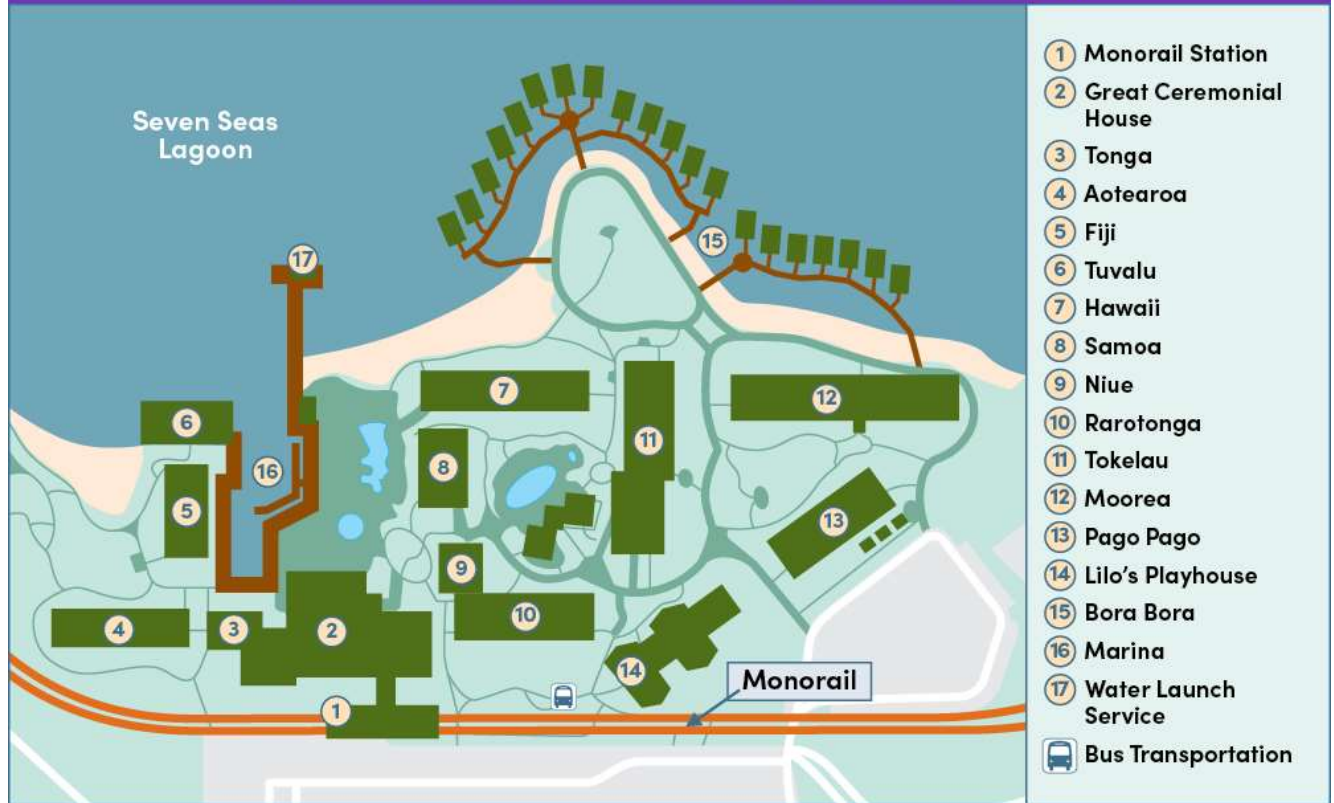 Seven Seas
Lagoon
17
15
7
12
6
11
8
16
5
13
9
10
4
3
2
14
Monorail
1
1 Monorail Station
2 Great Ceremonial
House
3 Tonga
4 Aotearoa
5 Fiji
6 Tuvalu
7 Hawaii
8 Samoa
9 Niue
10 Rarotonga
11 Tokelau
12 Moorea
13 Pago Pago
14 Lilo's Playhouse
15 Bora Bora
16 Marina
17 Water Launch
Service
Bus Transportation